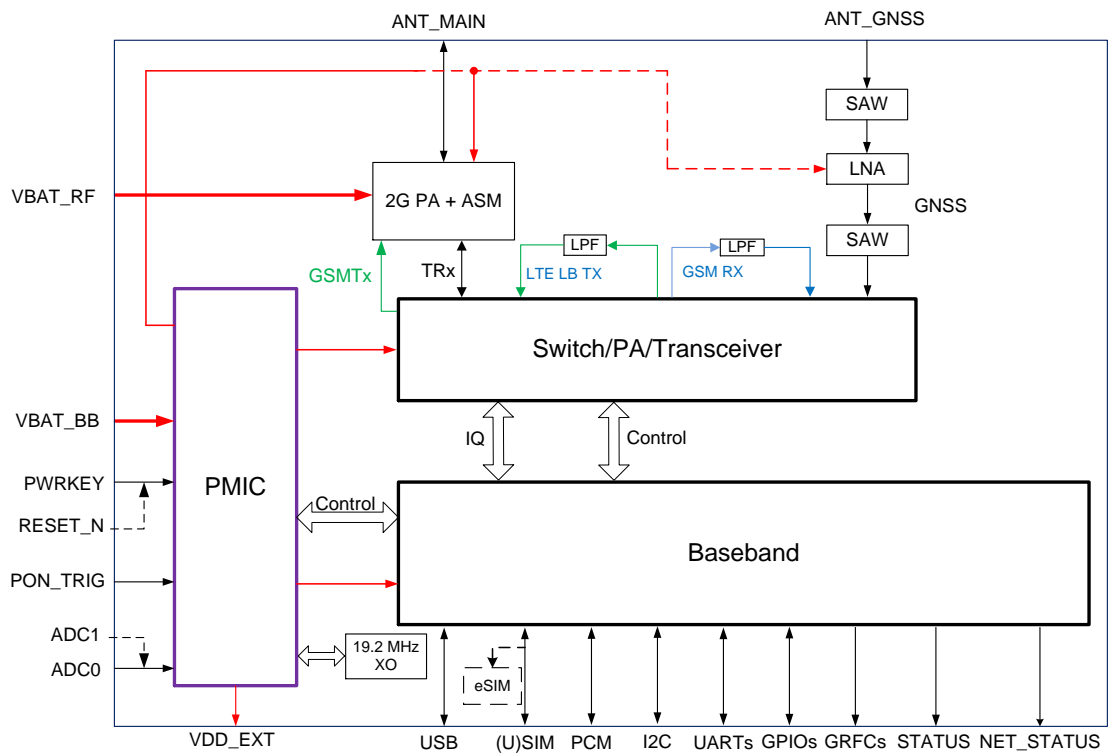 ANT_MAIN
ANT_GNSS
SAW
LNA
VBAT_RF
2G PA + ASM
GNSS
SAW
LPF
LPF
GSMTx
TRx
LTE LB TX
GSM RX
Switch/PA/Transceiver
VBAT_BB
IQ
Control
PWRKEY
PMIC
Control
RESET_N
Baseband
PON_TRIG
ADC1
19.2 MHz
XO
ADC0
eSIM
VDD_EXT
USB
(U)SIM
PCM
I2C
UARTs
GPIOs
GRFCs
STATUS
NET_STATUS